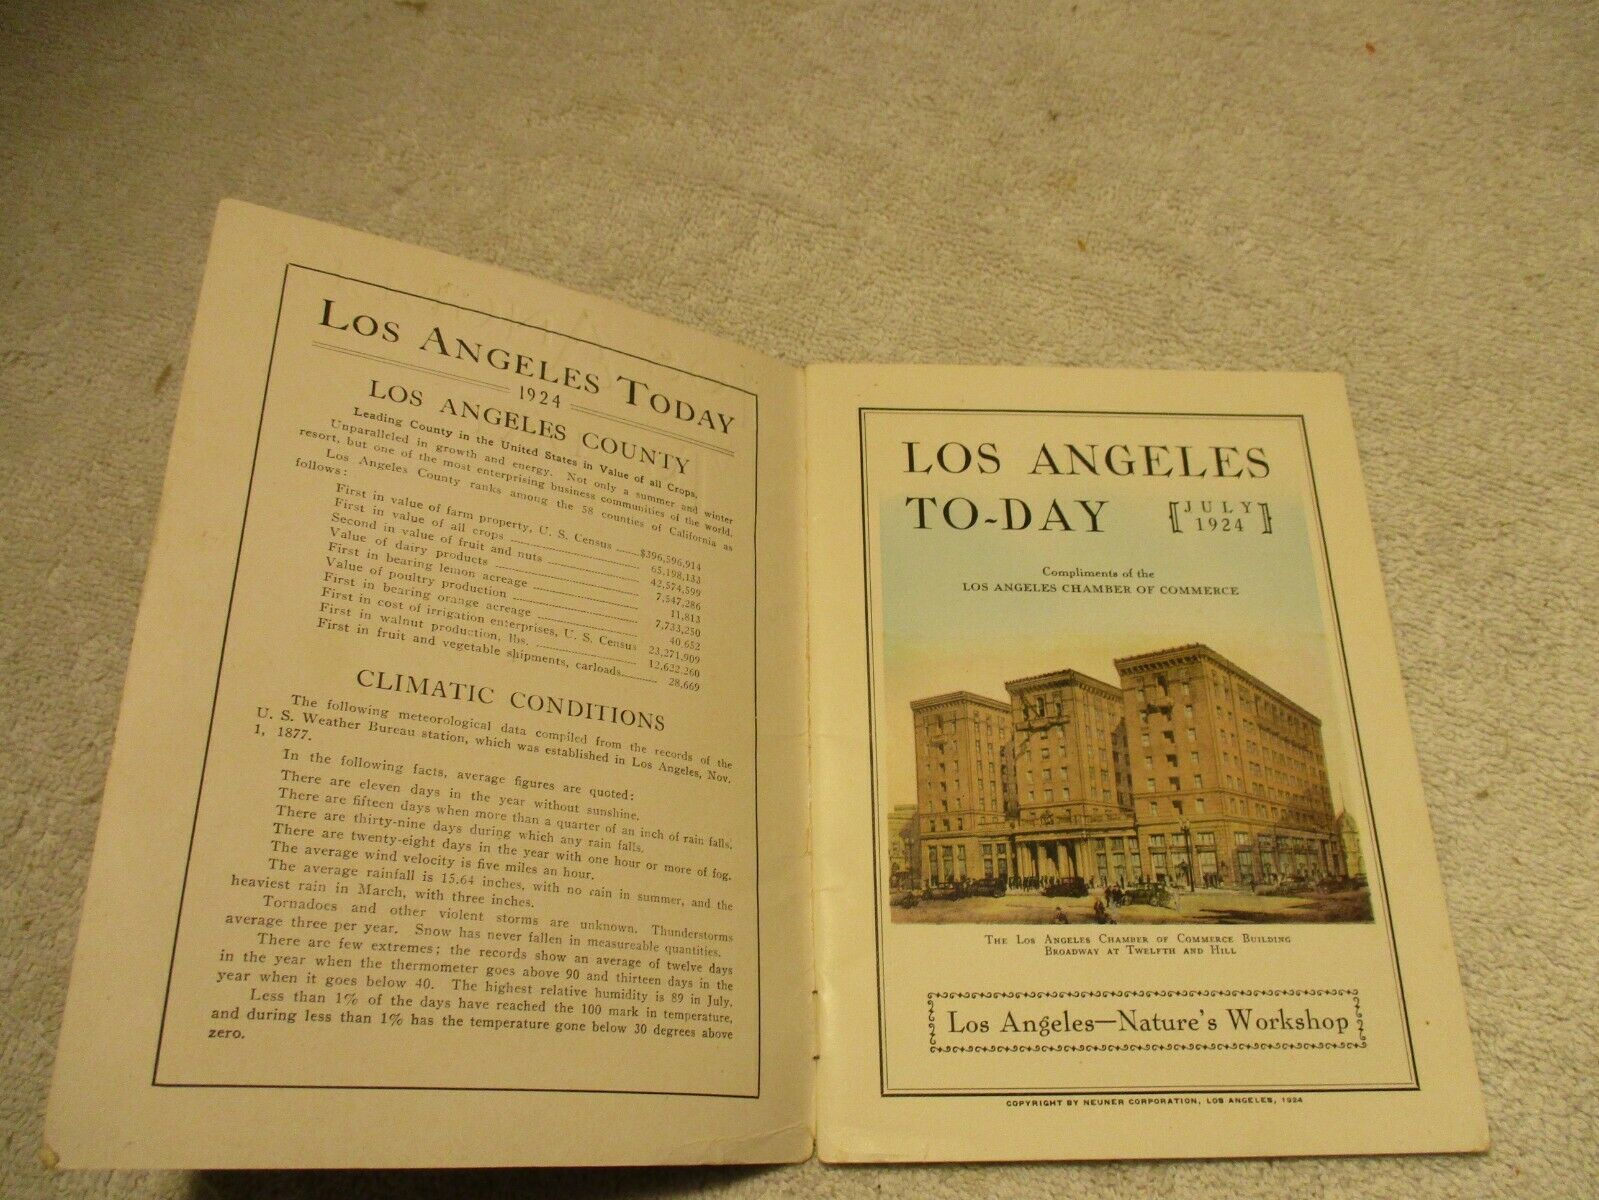 LOS ANGELES TODAY
1924
LOS ANGELES COUNTY
Leading County in the United States in Value of all Crops.
Unparalleled in growth and energy. Not only a summer and winter
resort, but one of the most enterprising business communities of the world.
Los Angeles County ranks among the 58 counties of California as
follows:
First in value of farm property, U. S. Census $396,596,914
First in value of all crops 65,198,133
Second in value of fruit and nuts 42,574,599
Value of dairy products 7,547,286
First in bearing lemon acreage 11,813
Value of poultry production 7,733,250
First in bearing orange acreage 40,652
First in cost of irrigation enterprises, U. S. Census 23,271,909
First in walnut production, lbs. 12,622,260
First in fruit and vegetable shipments, carloads 28,669
CLIMATIC CONDITIONS
The following meteorological data compiled from the records of the
U. S. Weather Bureau station, which was established in Los Angeles, Nov.
1, 1877.
In the following facts, average figures are quoted:
There are eleven days in the year without sunshine.
There are fifteen days when more than a quarter of an inch of rain falls.
There are thirty-nine days during which any rain falls.
There are twenty-eight days in the year with one hour or more of fog.
The average wind velocity is five miles an hour.
The average rainfall is 15.64 inches, with no rain in summer, and the
heaviest rain in March, with three inches.
Tornadoes and other violent storms are unknown. Thunderstorms
average three per year. Snow has never fallen in measureable quantities.
There are few extremes; the records show an average of twelve days
in the year when the thermometer goes above 90 and thirteen days in the
year when it goes below 40. The highest relative humidity is 89 in July.
Less than 1% of the days have reached the 100 mark in temperature,
and during less than 1% has the temperature gone below 30 degrees above
zero.
LOS ANGELES
TO-DAY [JULY
1924]
Compliments of the
LOS ANGELES CHAMBER OF COMMERCE
THE LOS ANGELES CHAMBER OF COMMERCE BUILDING
BROADWAY AT TWELFTH AND HILL
Los Angeles—Nature's Workshop
COPYRIGHT BY NEUNER CORPORATION, LOS ANGELES, 1924